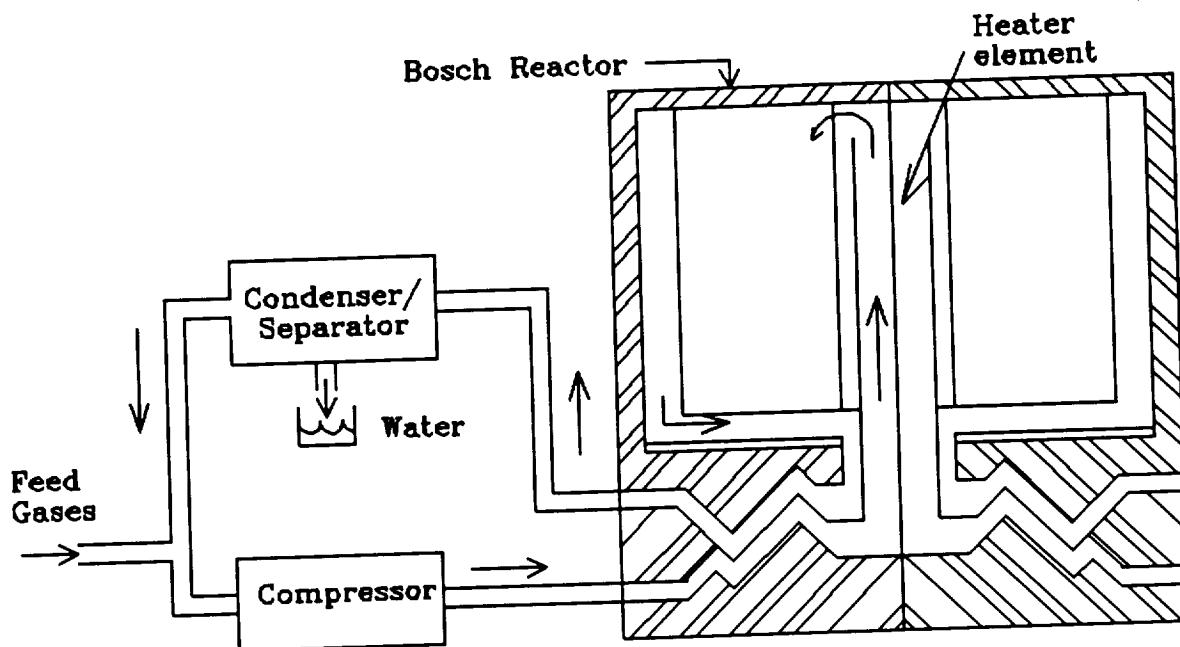 Heater
element
Bosch Reactor
Condenser/
Separator
Water
Feed
Gases
Compressor